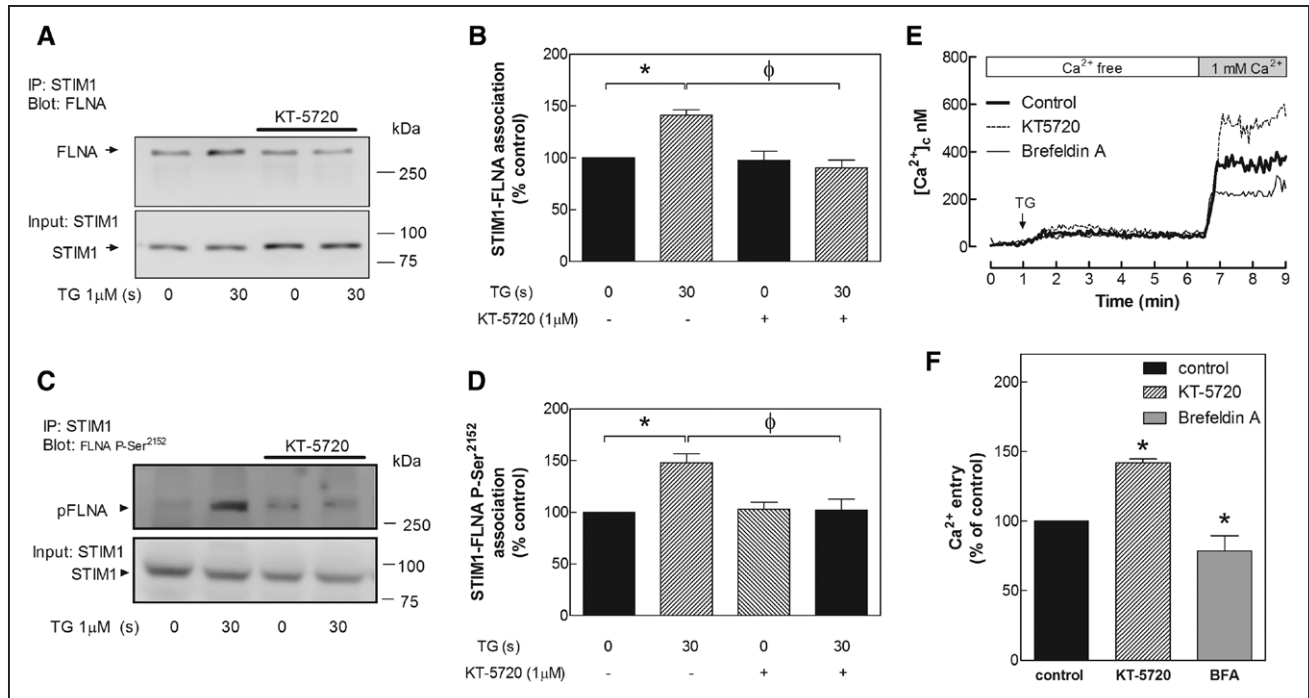 A
IP: STIM1
Blot: FLNA
KT-5720
kDa
FLNA
250
Input: STIM1
STIM1
100
75
TG 1µM (s) 0 30 0 30
B
STIM1-FLNA association
(% control)
200
150
100
50
0
*
ϕ
TG (s) 0 30 0 30
KT-5720 (1µM) - - + +
C
IP: STIM1
Blot: FLNA P-Ser²¹⁵²
KT-5720
kDa
pFLNA
250
Input: STIM1
STIM1
100
75
TG 1µM (s) 0 30 0 30
D
STIM1-FLNA P-Ser²¹⁵²
association
(% control)
200
150
100
50
0
*
ϕ
TG (s) 0 30 0 30
KT-5720 (1µM) - - + +
E
[Ca²⁺]c nM
800
600
400
200
0
Ca²⁺ free
1 mM Ca²⁺
Control
KT5720
Brefeldin A
TG
0 1 2 3 4 5 6 7 8 9
Time (min)
F
Ca²⁺ entry
(% of control)
200
150
100
50
0
control
KT-5720
Brefeldin A
*
*
control KT-5720 BFA